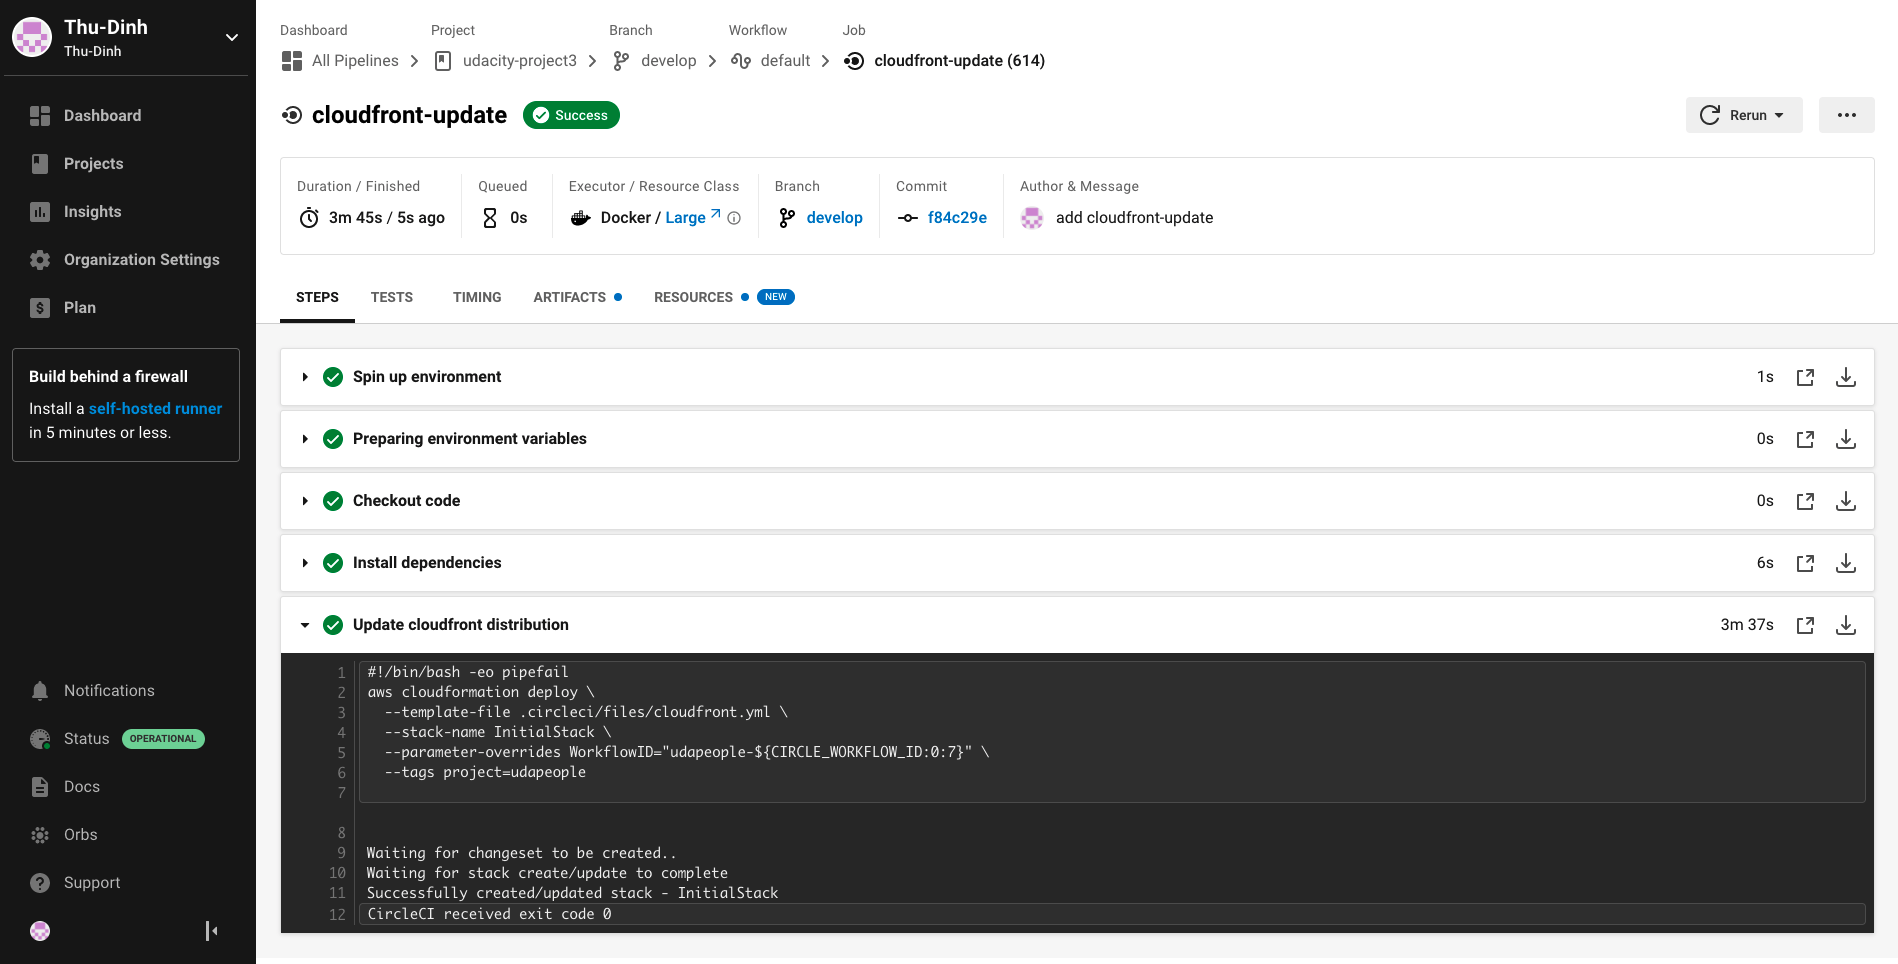 Thu-Dinh
Thu-Dinh
Dashboard
Projects
Insights
Organization Settings
Plan
Build behind a firewall
Install a self-hosted runner
in 5 minutes or less.
Notifications
Status OPERATIONAL
Docs
Orbs
Support
Dashboard Project Branch Workflow Job
All Pipelines udacity-project3 develop default cloudfront-update (614)
cloudfront-update Success Rerun
Duration / Finished Queued Executor / Resource Class Branch Commit Author & Message
3m 45s / 5s ago 0s Docker / Large develop f84c29e add cloudfront-update
STEPS TESTS TIMING ARTIFACTS RESOURCES NEW
Spin up environment 1s
Preparing environment variables 0s
Checkout code 0s
Install dependencies 6s
Update cloudfront distribution 3m 37s
1 #!/bin/bash -eo pipefail
2 aws cloudformation deploy \
3 --template-file .circleci/files/cloudfront.yml \
4 --stack-name InitialStack \
5 --parameter-overrides WorkflowID="udapeople-${CIRCLE_WORKFLOW_ID:0:7}" \
6 --tags project=udapeople
7
8
9 Waiting for changeset to be created..
10 Waiting for stack create/update to complete
11 Successfully created/updated stack - InitialStack
12 CircleCI received exit code 0